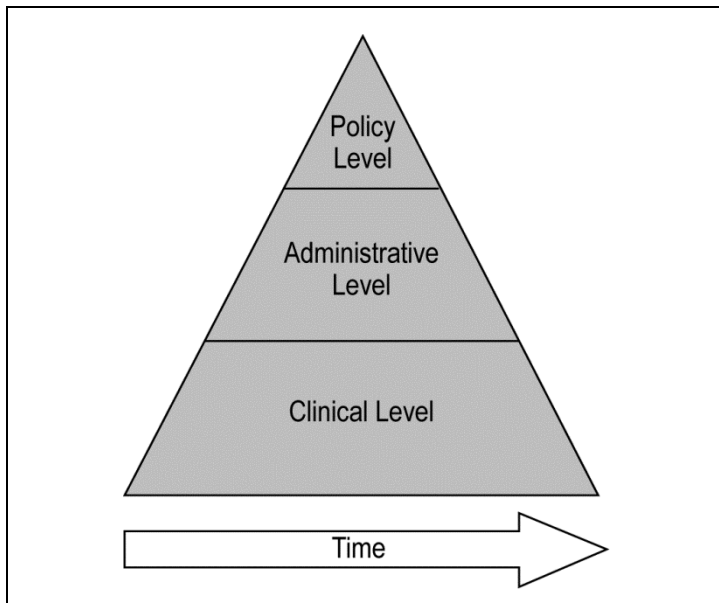 Policy
Level
Administrative
Level
Clinical Level
Time